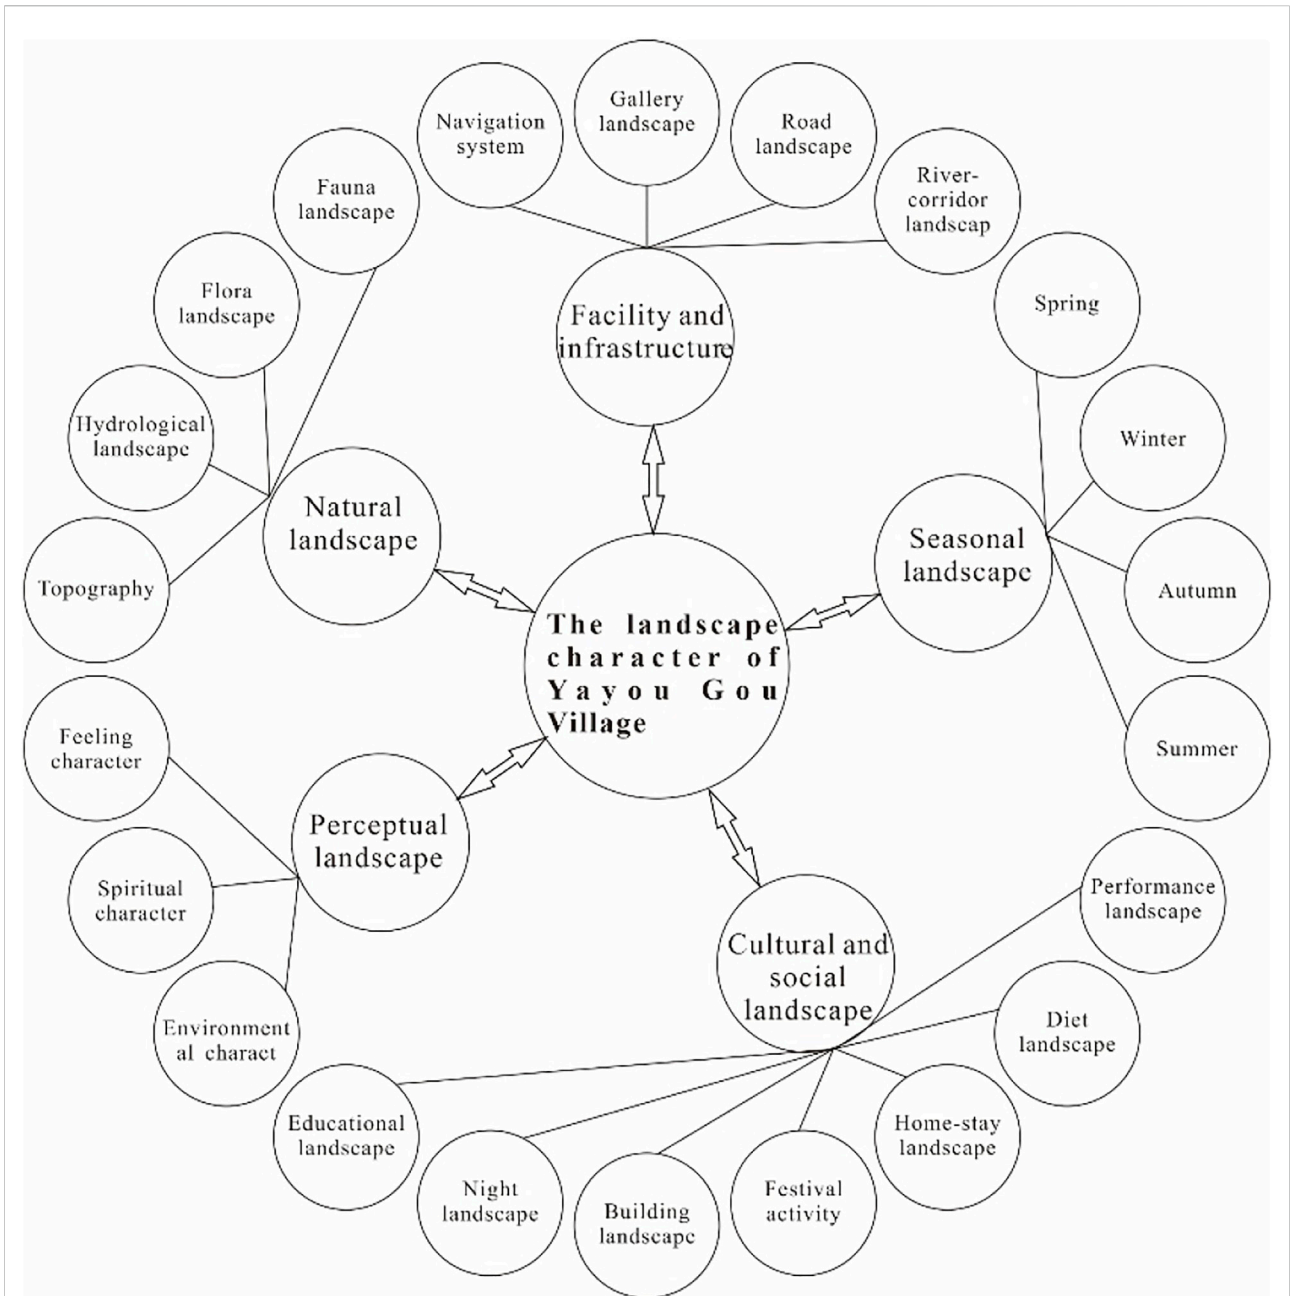 Gallery
landscape
Navigation
system
Road
landscape
River-
corridor
landscap
Fauna
landscape
Flora
landscape
Spring
Facility and
infrastructure
Hydrological
landscape
Winter
Natural
landscape
Seasonal
landscape
Topography
Autumn
The landscape
character of
Yayou Gou
Village
Feeling
character
Summer
Perceptual
landscape
Spiritual
character
Performance
landscape
Cultural and
social
landscape
Environment
al charact
Diet
landscape
Educational
landscape
Home-stay
landscape
Night
landscape
Festival
activity
Building
landscapc